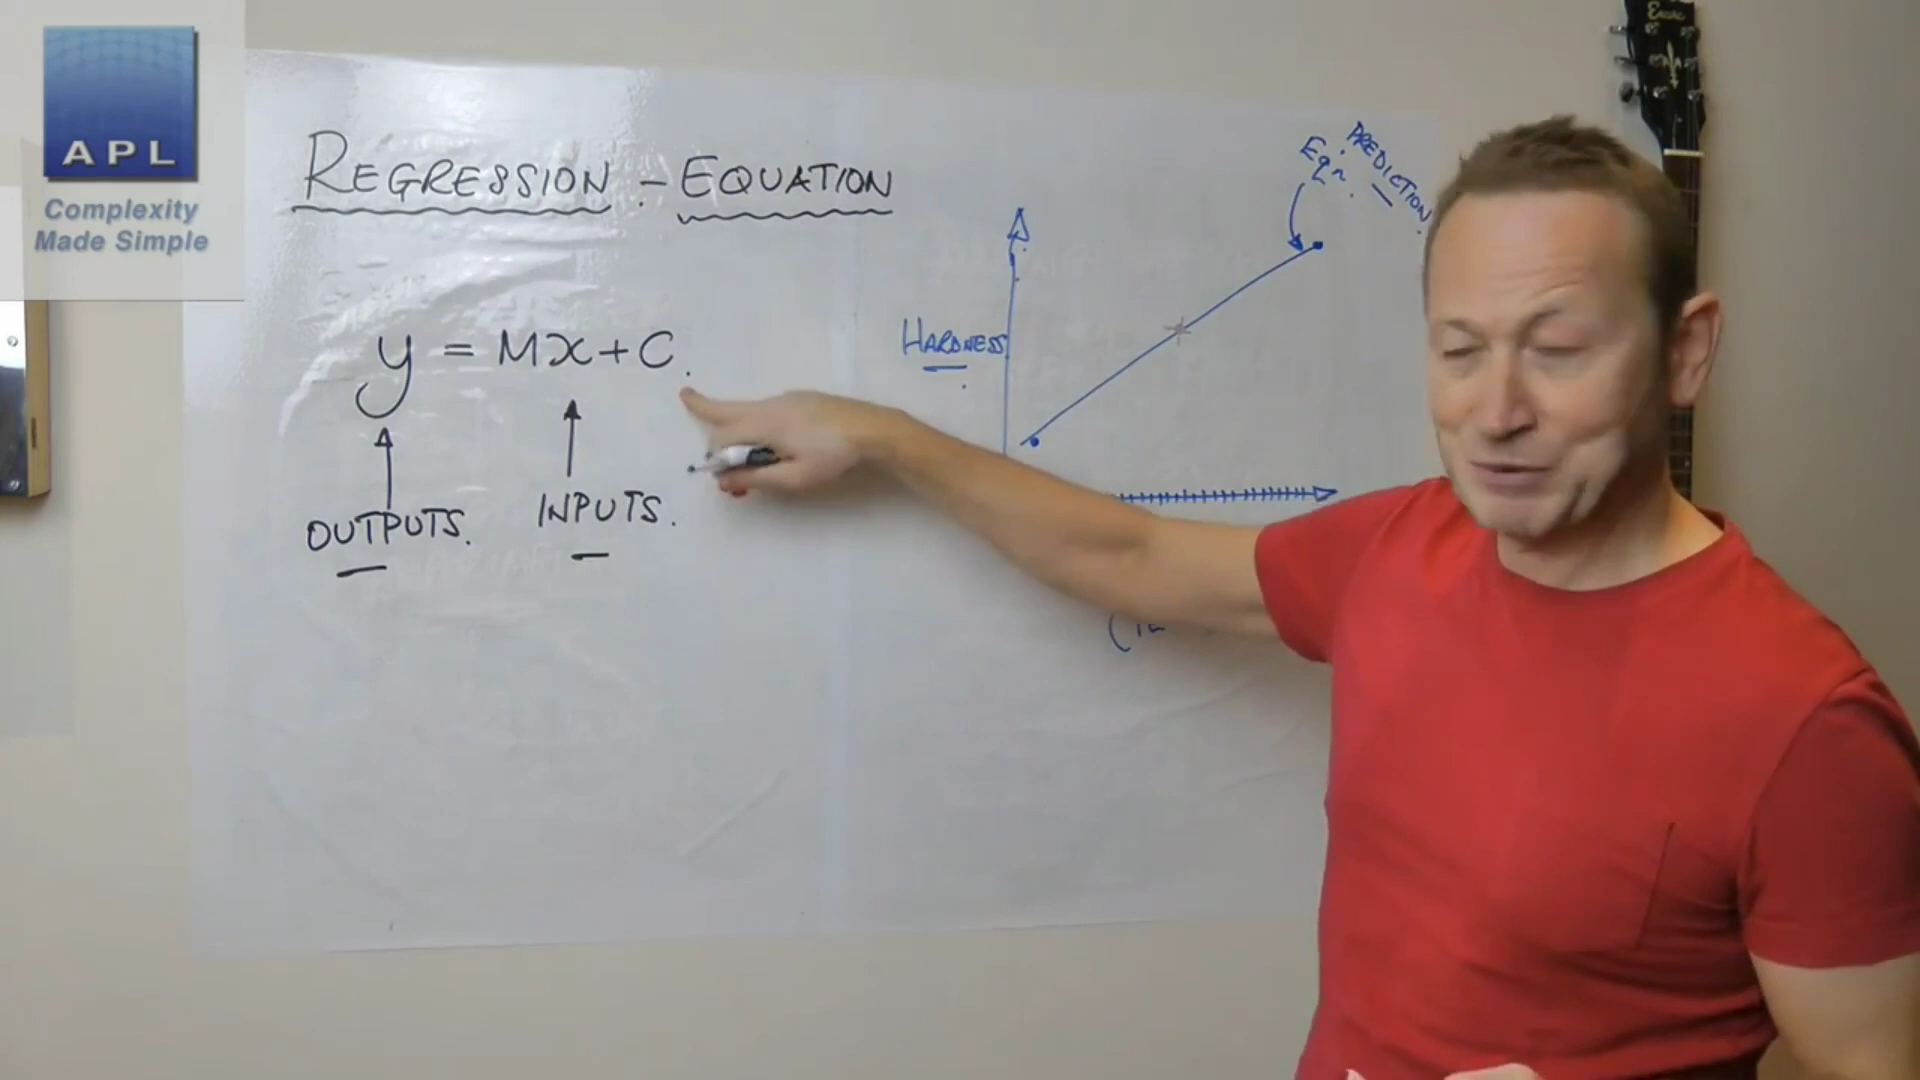 APL
Complexity
Made Simple
REGRESSION - EQUATION
y = Mx + C.
OUTPUTS.
INPUTS.
PREDICTION.
Eqn.
HARDNESS